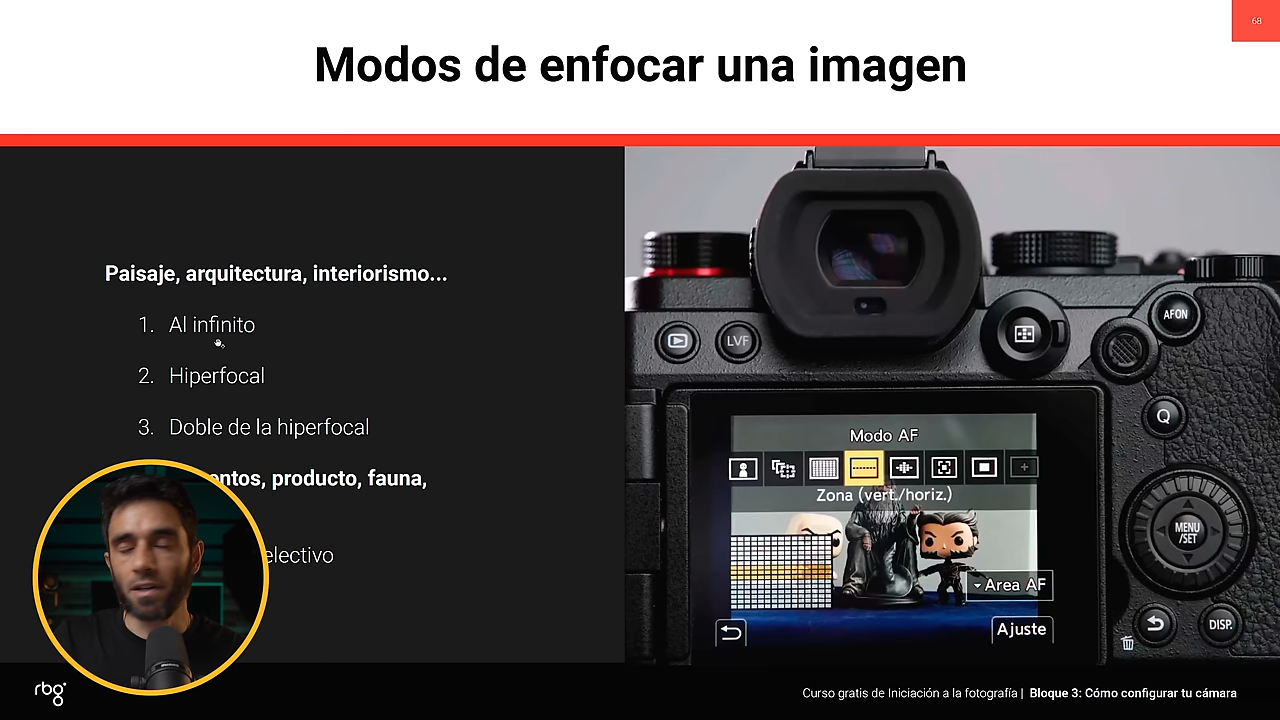 68
Modos de enfocar una imagen
Paisaje, arquitectura, interiorismo...
1. Al infinito
2. Hiperfocal
3. Doble de la hiperfocal
producto, fauna,
LVF
AFON
Q
MENU
/SET
DISP.
Modo AF
Zona (vert./horiz.)
Area AF
Ajuste
rbg
Curso gratis de Iniciación a la fotografía | Bloque 3: Cómo configurar tu cámara